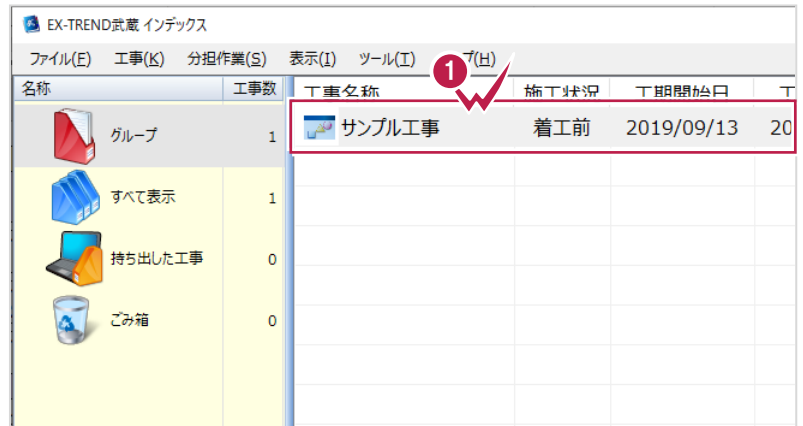 EX-TREND武蔵 インデックス
ファイル(F) 工事(K) 分担作業(S) 表示(I) ツール(T) プ(H)
名称 工事数 工事名称 施工状況 工期開始日 工
1
サンプル工事 着工前 2019/09/13 20
グループ 1
すべて表示 1
持ち出した工事 0
ごみ箱 0